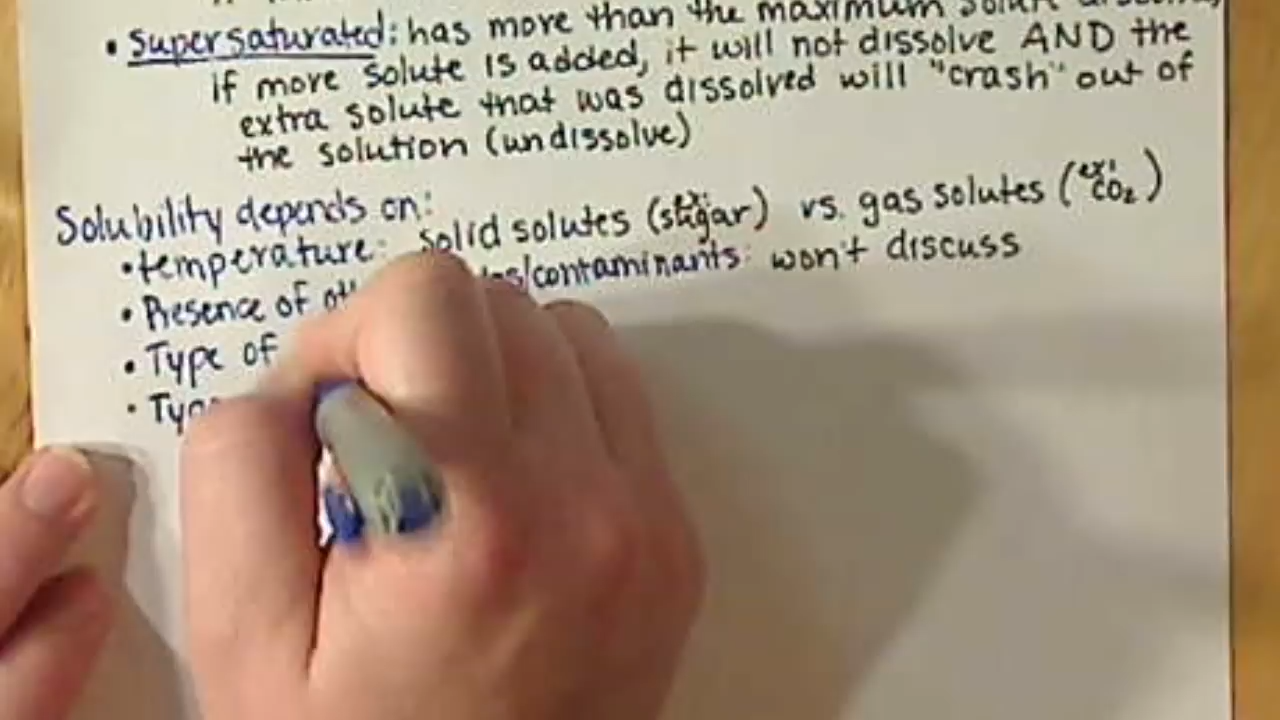 • Supersaturated: has more than the maximum
if more solute is added, it will not dissolve AND the
extra solute that was dissolved will "crash" out of
the solution (undissolve)
Solubility depends on:
• temperature: solid solutes (ex: sugar) vs. gas solutes (ex: CO₂)
• Presence of /contaminants: won't discuss
• Type of
•